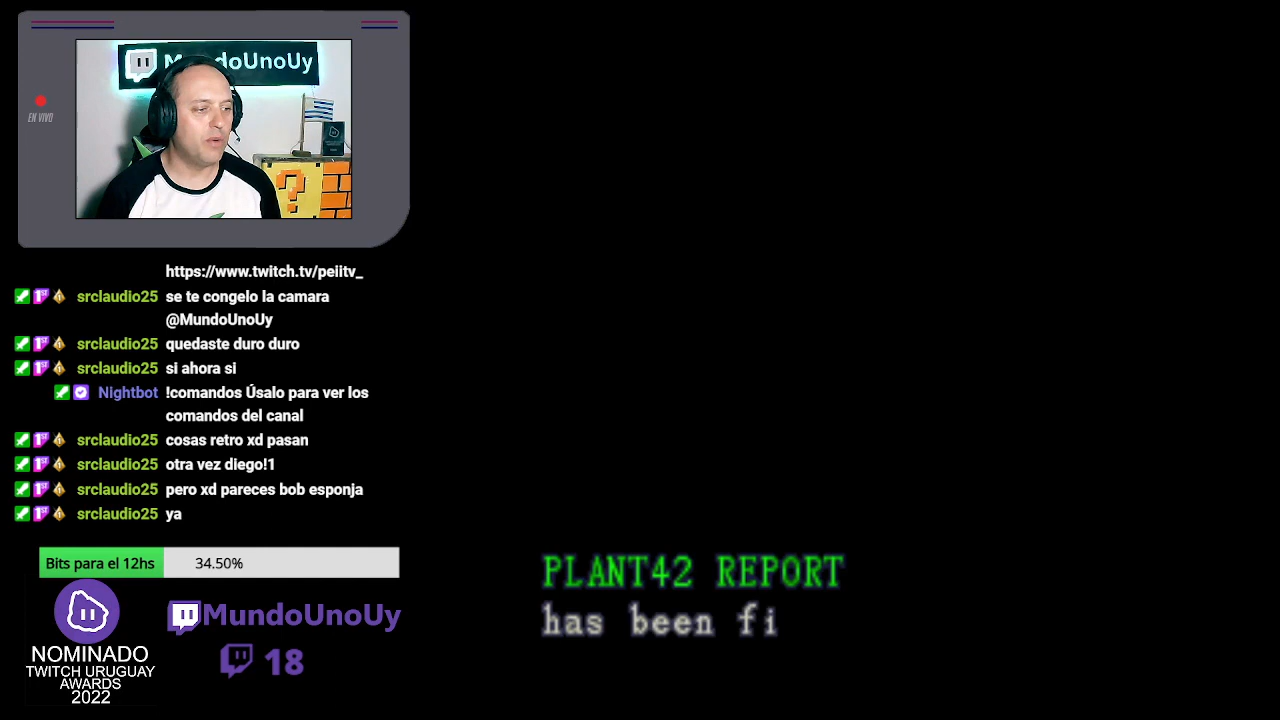 MundoUnoUy
EN VIVO
https://www.twitch.tv/peiitv_
srclaudio25 se te congelo la camara
@MundoUnoUy
srclaudio25 quedaste duro duro
srclaudio25 si ahora si
Nightbot !comandos Úsalo para ver los
comandos del canal
srclaudio25 cosas retro xd pasan
srclaudio25 otra vez diego!1
srclaudio25 pero xd pareces bob esponja
srclaudio25 ya
Bits para el 12hs 34.50%
MundoUnoUy
18
NOMINADO
TWITCH URUGUAY
AWARDS
2022
PLANT42 REPORT
has been fi